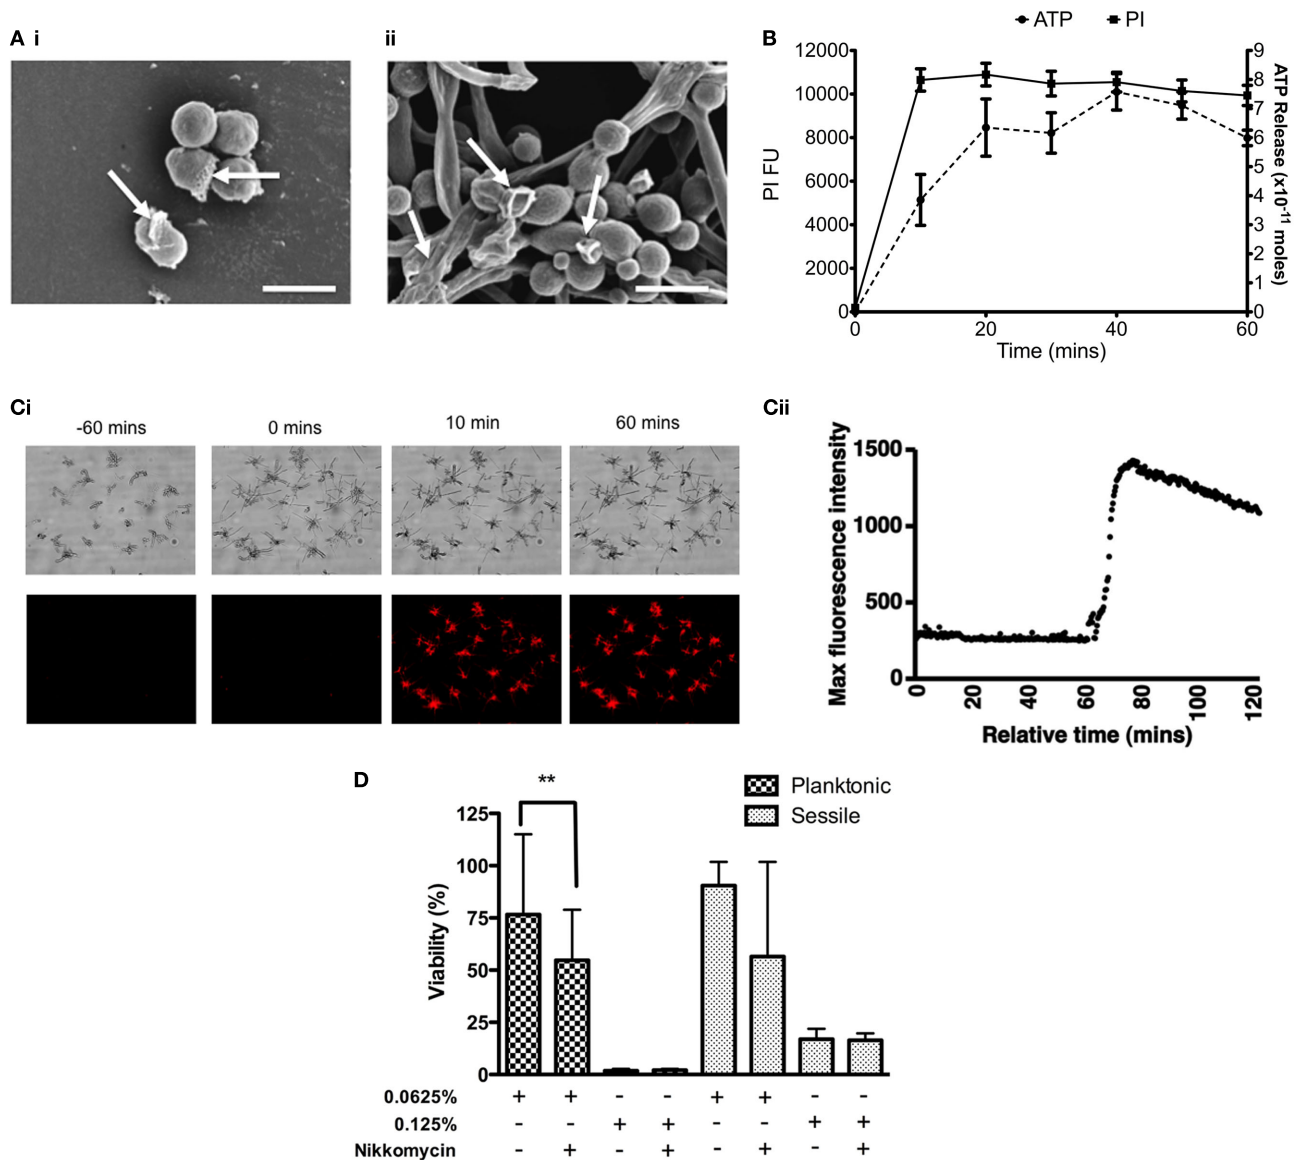 A i
ii
B
ATP PI
PI FU
12000
10000
8000
6000
4000
2000
0
9
8
7
6
5
4
3
2
1
0
ATP Release (x10⁻¹¹ moles)
0 20 40 60
Time (mins)
Ci
-60 mins 0 mins 10 min 60 mins
Cii
Max fluorescence intensity
1500
1000
500
0
0 20 40 60 80 100 120
Relative time (mins)
D
**
Planktonic
Sessile
Viability (%)
125
100
75
50
25
0
0.0625% + + - - + + - -
0.125% - - + + - - + +
Nikkomycin - + - + - + - +